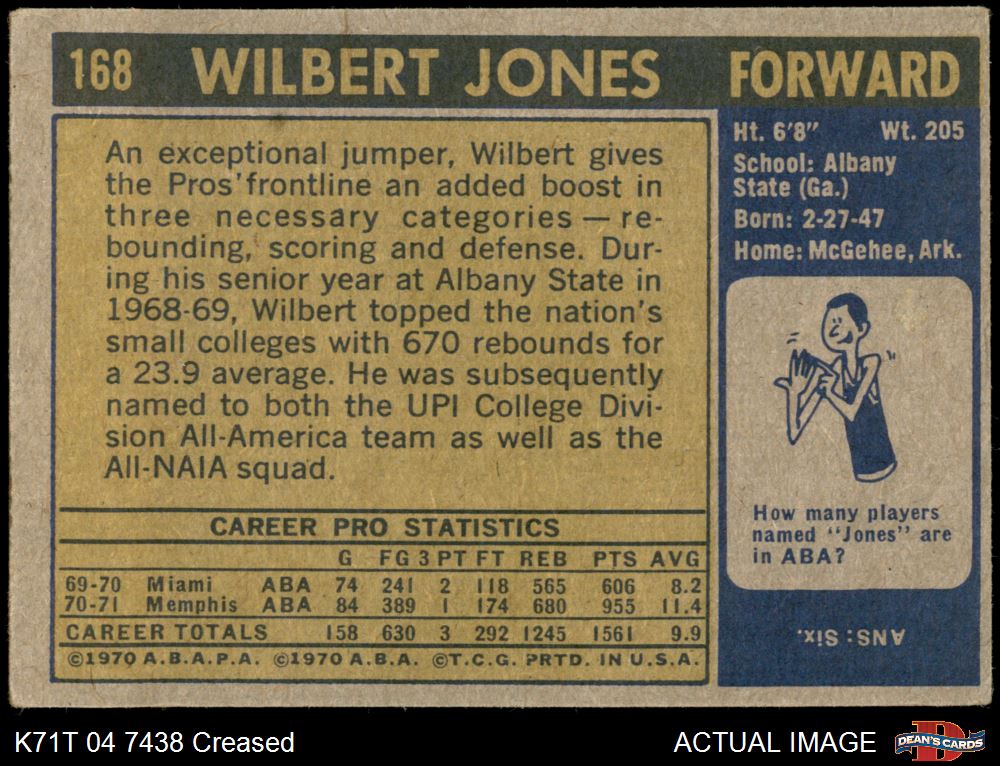 168 WILBERT JONES FORWARD
An exceptional jumper, Wilbert gives
the Pros' frontline an added boost in
three necessary categories — re-
bounding, scoring and defense. Dur-
ing his senior year at Albany State in
1968-69, Wilbert topped the nation's
small colleges with 670 rebounds for
a 23.9 average. He was subsequently
named to both the UPI College Divi-
sion All-America team as well as the
All-NAIA squad.
CAREER PRO STATISTICS
G FG 3 PT FT REB PTS AVG
69-70 Miami ABA 74 241 2 118 565 606 8.2
70-71 Memphis ABA 84 389 1 174 680 955 11.4
CAREER TOTALS 158 630 3 292 1245 1561 9.9
©1970 A.B.A.P.A. ©1970 A.B.A. ©T.C.G. PRTD. IN U.S.A.
Ht. 6'8" Wt. 205
School: Albany
State (Ga.)
Born: 2-27-47
Home: McGehee, Ark.
How many players
named "Jones" are
in ABA?
ANS: Six.
K71T 04 7438 Creased
ACTUAL IMAGE
D
DEAN'S CARDS